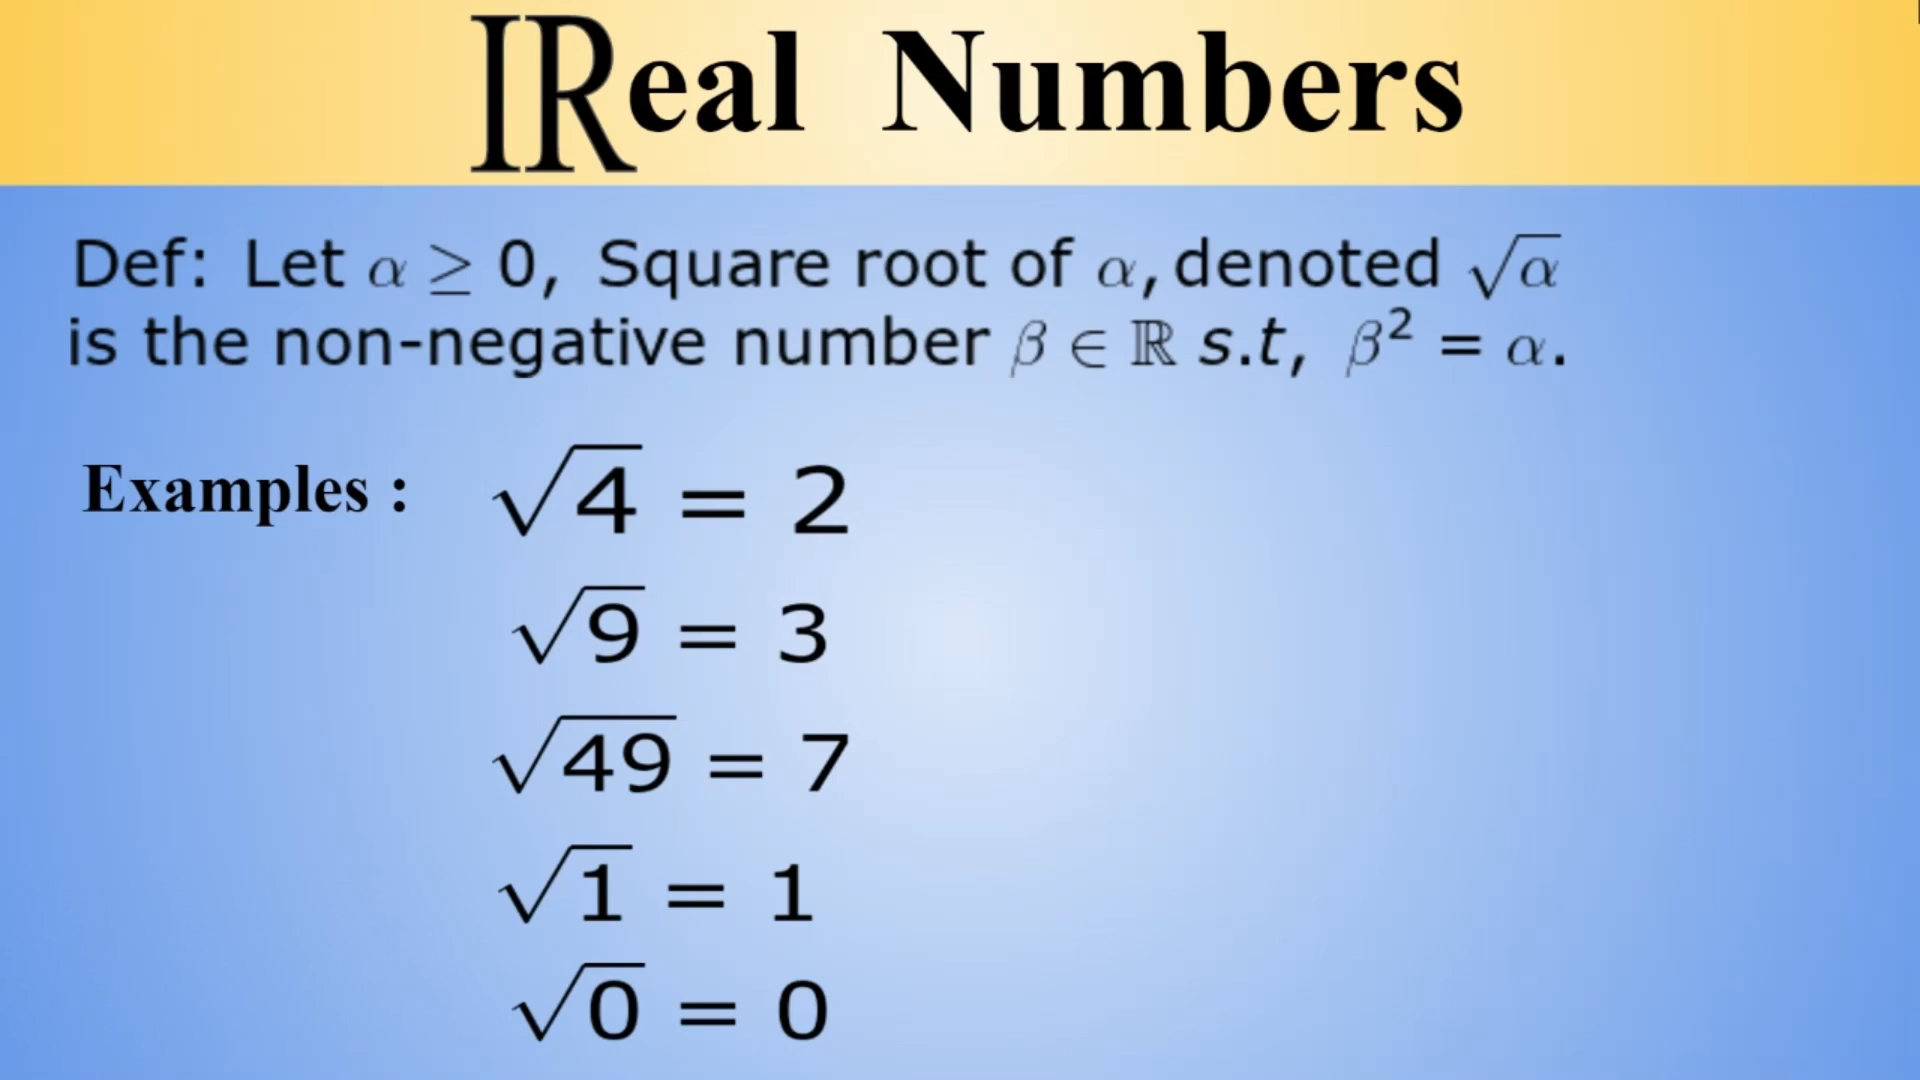 IReal Numbers
Def: Let α ≥ 0, Square root of α, denoted √α
is the non-negative number β ∈ ℝ s.t, β² = α.
Examples : √4 = 2
√9 = 3
√49 = 7
√1 = 1
√0 = 0